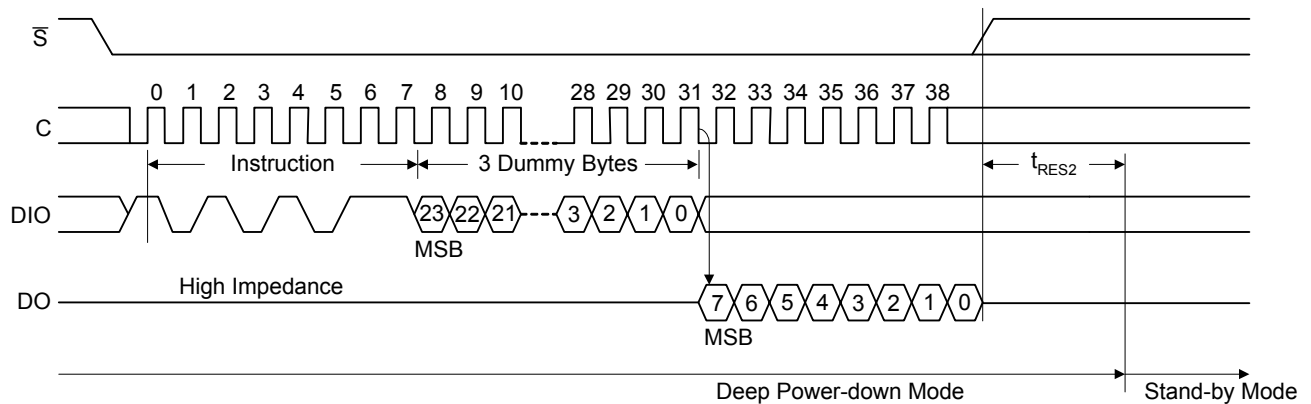 S̅
0 1 2 3 4 5 6 7 8 9 10 28 29 30 31 32 33 34 35 36 37 38
C
Instruction 3 Dummy Bytes tRES2
DIO 23 22 21 3 2 1 0
MSB
High Impedance
DO 7 6 5 4 3 2 1 0
MSB
Deep Power-down Mode Stand-by Mode